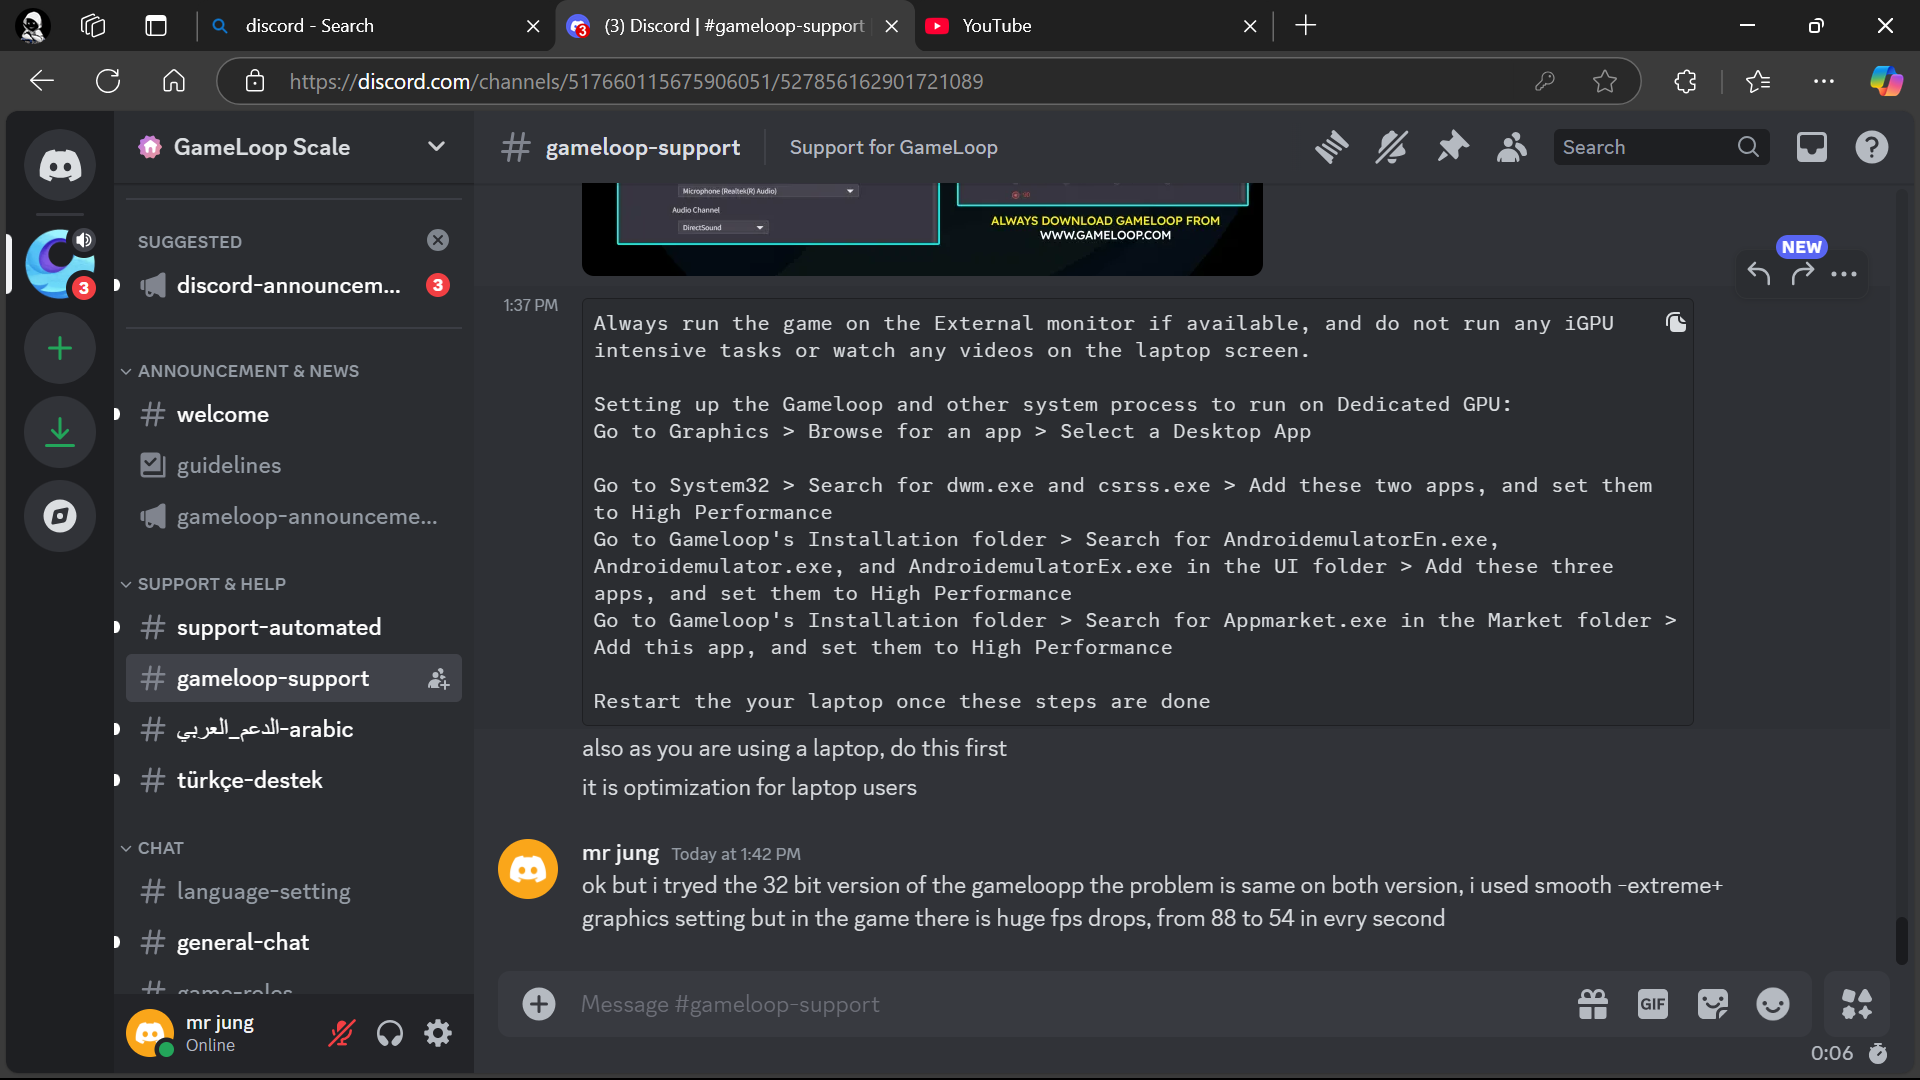 discord - Search
(3) Discord | #gameloop-support
YouTube
https://discord.com/channels/517660115675906051/527856162901721089
GameLoop Scale
SUGGESTED
discord-announcem...
3
3
ANNOUNCEMENT & NEWS
welcome
guidelines
gameloop-announceme...
SUPPORT & HELP
support-automated
gameloop-support
الدعم_العربي-arabic
türkçe-destek
CHAT
language-setting
general-chat
game-roles
mr jung
Online
gameloop-support
Support for GameLoop
Search
Microphone (Realtek(R) Audio)
Audio Channel
DirectSound
ALWAYS DOWNLOAD GAMELOOP FROM
WWW.GAMELOOP.COM
NEW
1:37 PM
Always run the game on the External monitor if available, and do not run any iGPU
intensive tasks or watch any videos on the laptop screen.
Setting up the Gameloop and other system process to run on Dedicated GPU:
Go to Graphics > Browse for an app > Select a Desktop App
Go to System32 > Search for dwm.exe and csrss.exe > Add these two apps, and set them
to High Performance
Go to Gameloop's Installation folder > Search for AndroidemulatorEn.exe,
Androidemulator.exe, and AndroidemulatorEx.exe in the UI folder > Add these three
apps, and set them to High Performance
Go to Gameloop's Installation folder > Search for Appmarket.exe in the Market folder >
Add this app, and set them to High Performance
Restart the your laptop once these steps are done
also as you are using a laptop, do this first
it is optimization for laptop users
mr jung Today at 1:42 PM
ok but i tryed the 32 bit version of the gameloopp the problem is same on both version, i used smooth -extreme+
graphics setting but in the game there is huge fps drops, from 88 to 54 in evry second
Message #gameloop-support
GIF
0:06